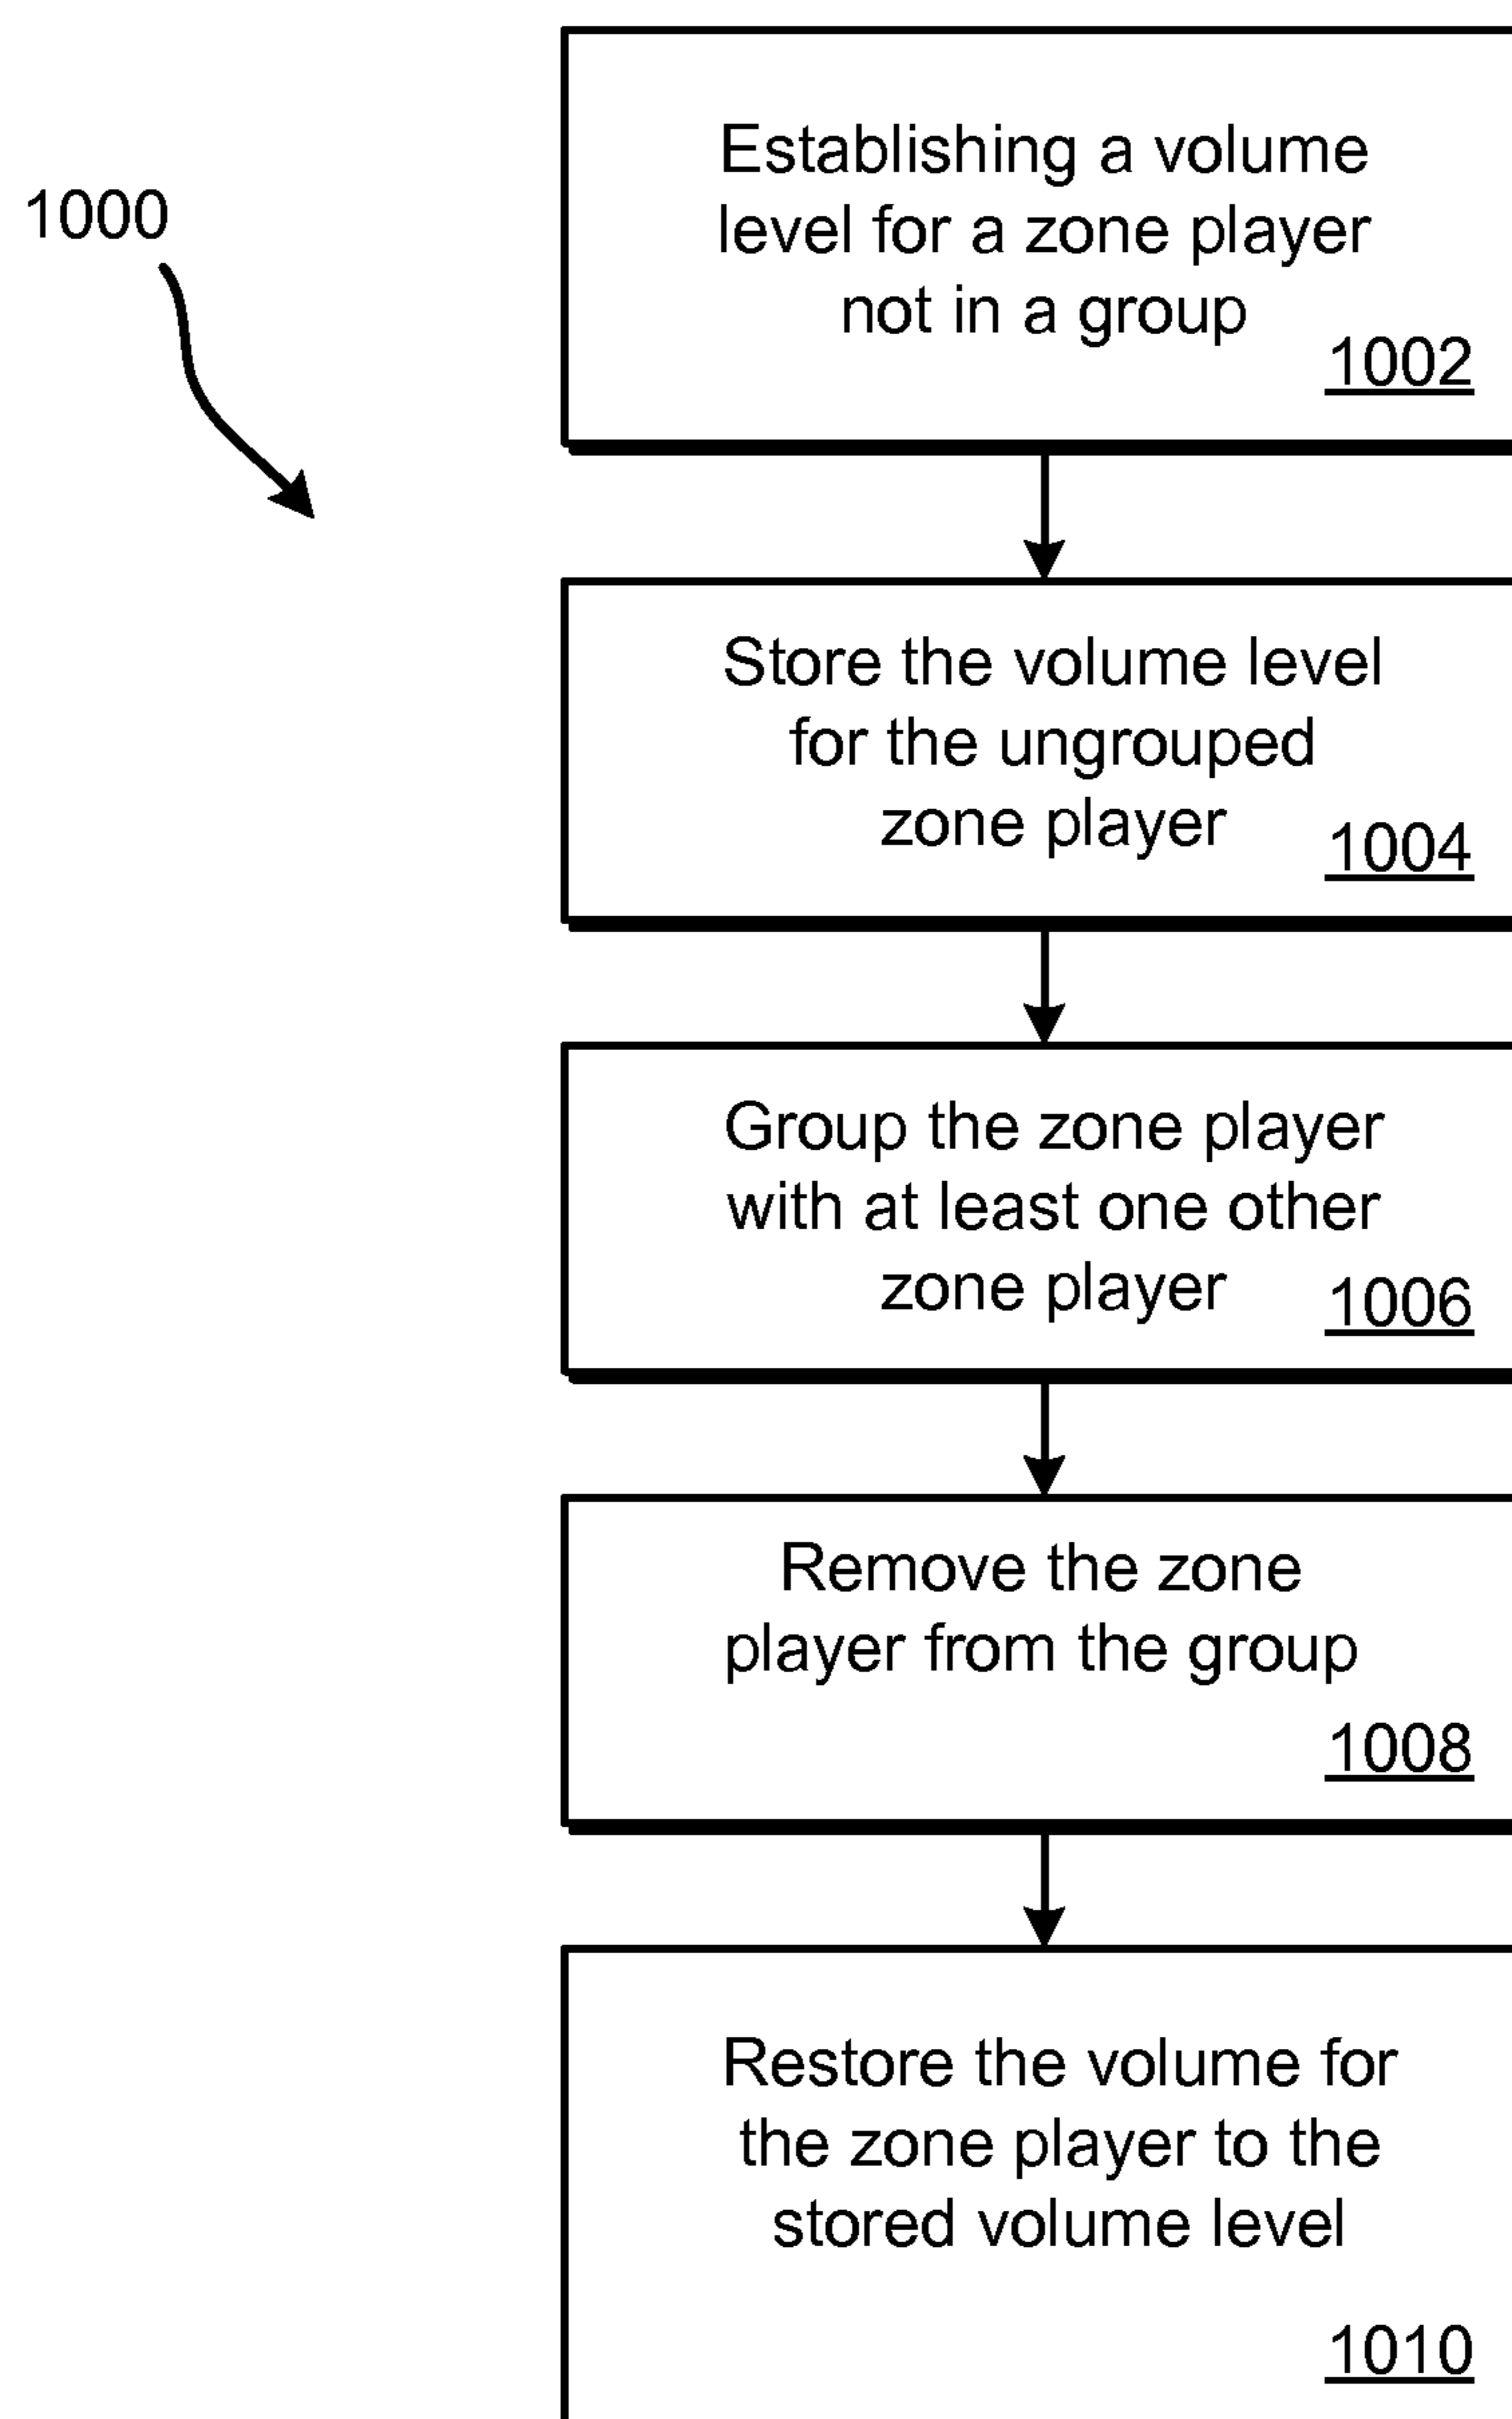 1000
Establishing a volume
level for a zone player
not in a group
1002
Store the volume level
for the ungrouped
zone player
1004
Group the zone player
with at least one other
zone player
1006
Remove the zone
player from the group
1008
Restore the volume for
the zone player to the
stored volume level
1010